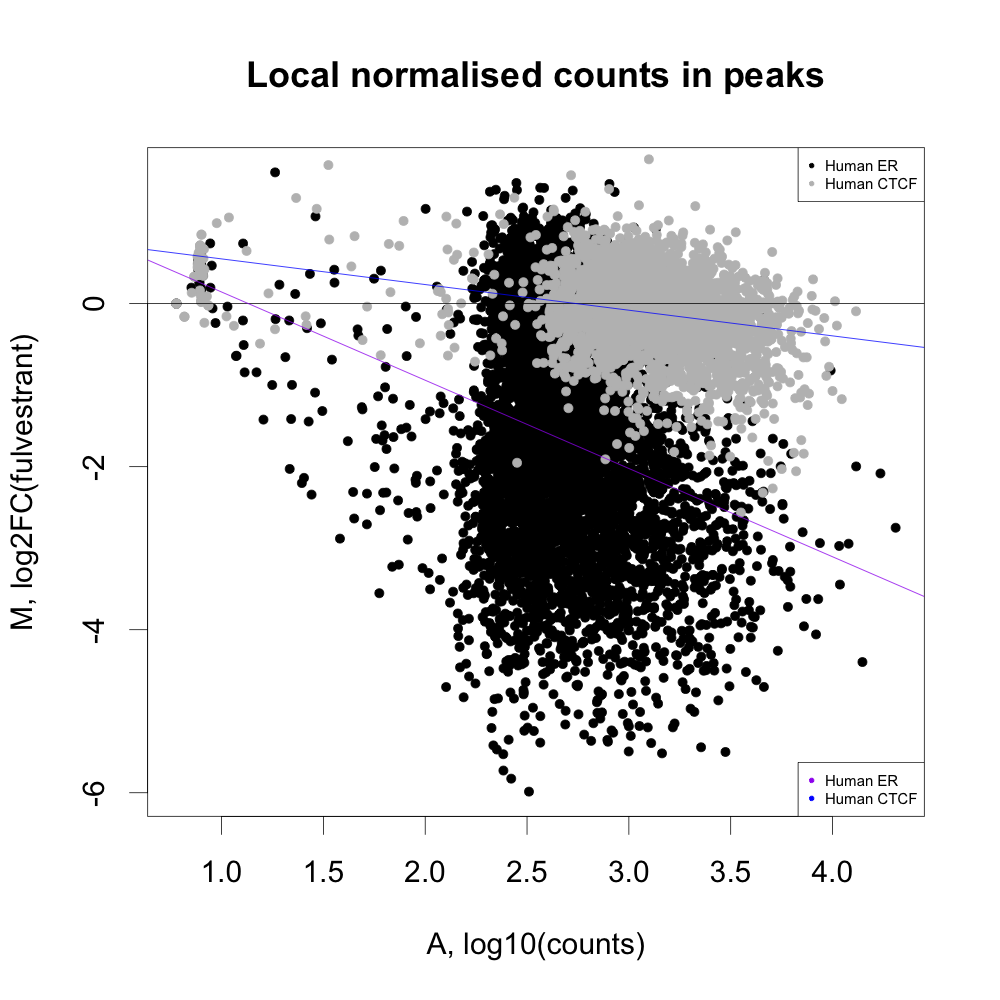 Local normalised counts in peaks
Human ER
Human CTCF
M, log2FC(fulvestrant)
0
-2
-4
-6
Human ER
Human CTCF
1.0 1.5 2.0 2.5 3.0 3.5 4.0
A, log10(counts)